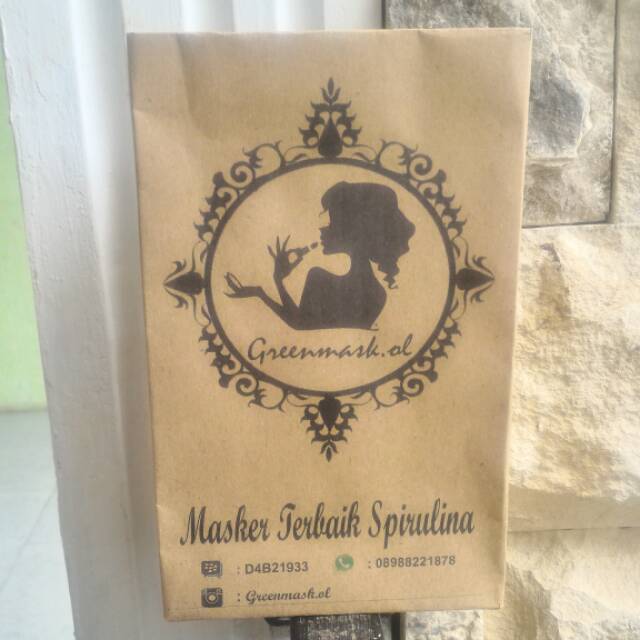 Greenmask.ol
Masker Terbaik Spirulina
: D4B21933 : 08988221878
: Greenmask.ol